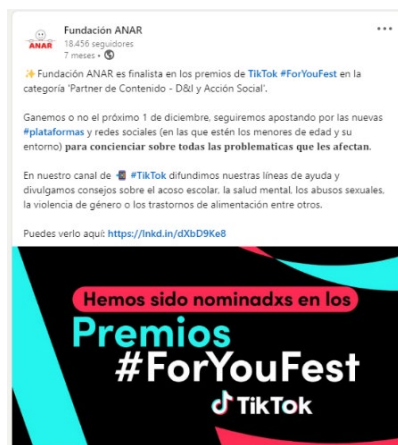 Fundación ANAR
18.456 seguidores
7 meses •
ANAR
Fundación ANAR es finalista en los premios de TikTok #ForYouFest en la
categoría 'Partner de Contenido - D&I y Acción Social'.
Ganemos o no el próximo 1 de diciembre, seguiremos apostando por las nuevas
#plataformas y redes sociales (en las que estén los menores de edad y su
entorno) para concienciar sobre todas las problematicas que les afectan.
En nuestro canal de #TikTok difundimos nuestras líneas de ayuda y
divulgamos consejos sobre el acoso escolar, la salud mental, los abusos sexuales,
la violencia de género o los trastornos de alimentación entre otros.
Puedes verlo aquí: https://lnkd.in/dXbD9Ke8
Hemos sido nominadxs en los
Premios
#ForYouFest
TikTok